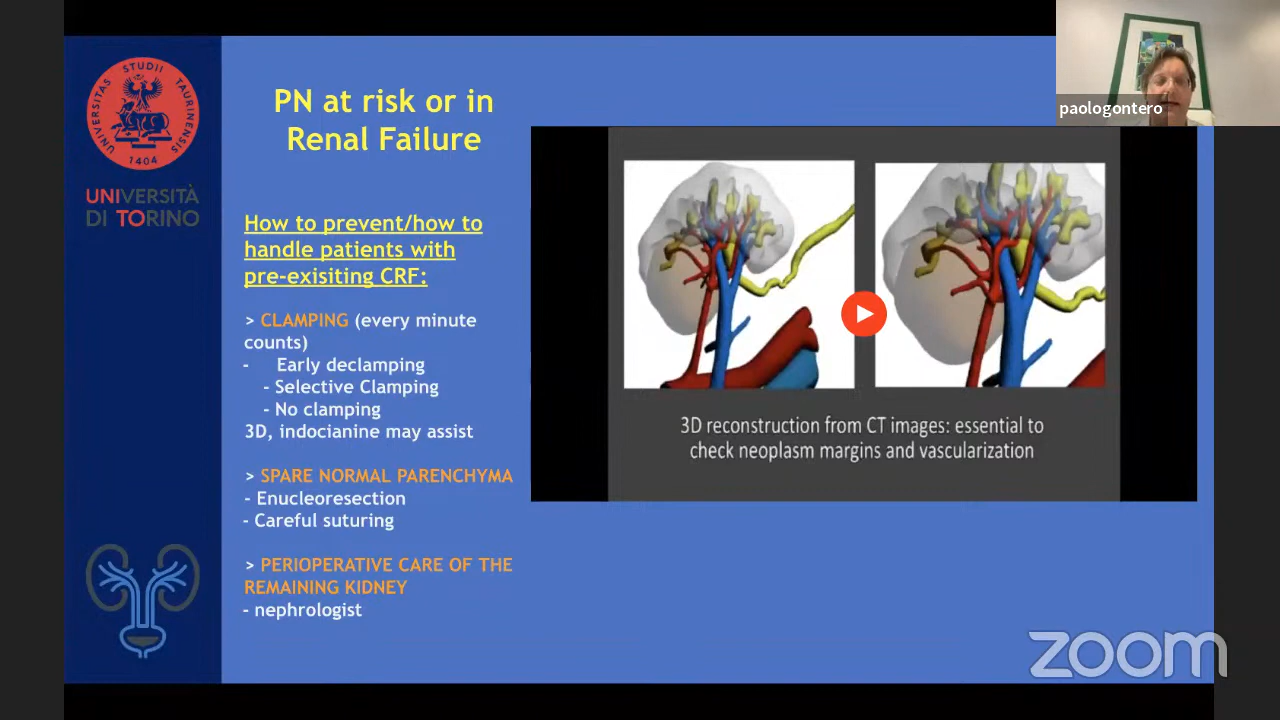 STUDII
UNIVERSITAS
TAURINENSIS
1404
UNIVERSITÀ
DI TORINO
PN at risk or in
Renal Failure
How to prevent/how to
handle patients with
pre-exisiting CRF:
> CLAMPING (every minute
counts)
- Early declamping
- Selective Clamping
- No clamping
3D, indocianine may assist
> SPARE NORMAL PARENCHYMA
- Enucleoresection
- Careful suturing
> PERIOPERATIVE CARE OF THE
REMAINING KIDNEY
- nephrologist
3D reconstruction from CT images: essential to
check neoplasm margins and vascularization
paologontero
zoom